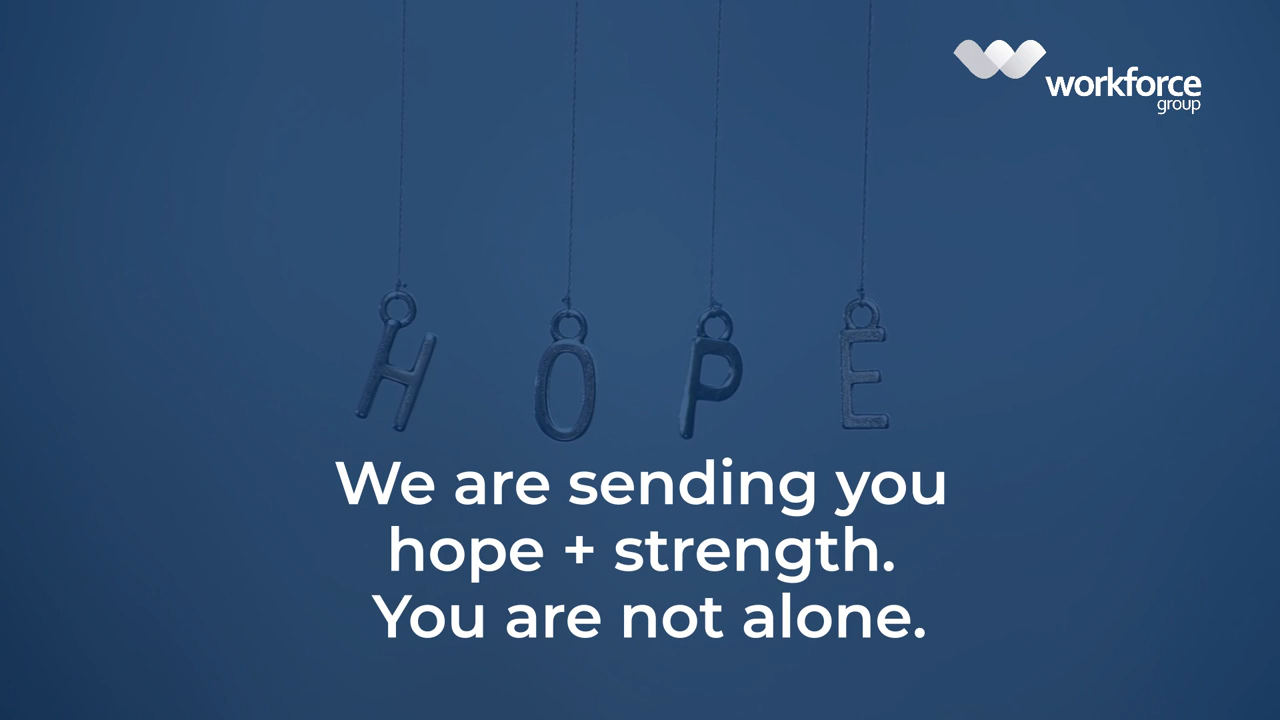 workforce
group
HOPE
We are sending you
hope + strength.
You are not alone.